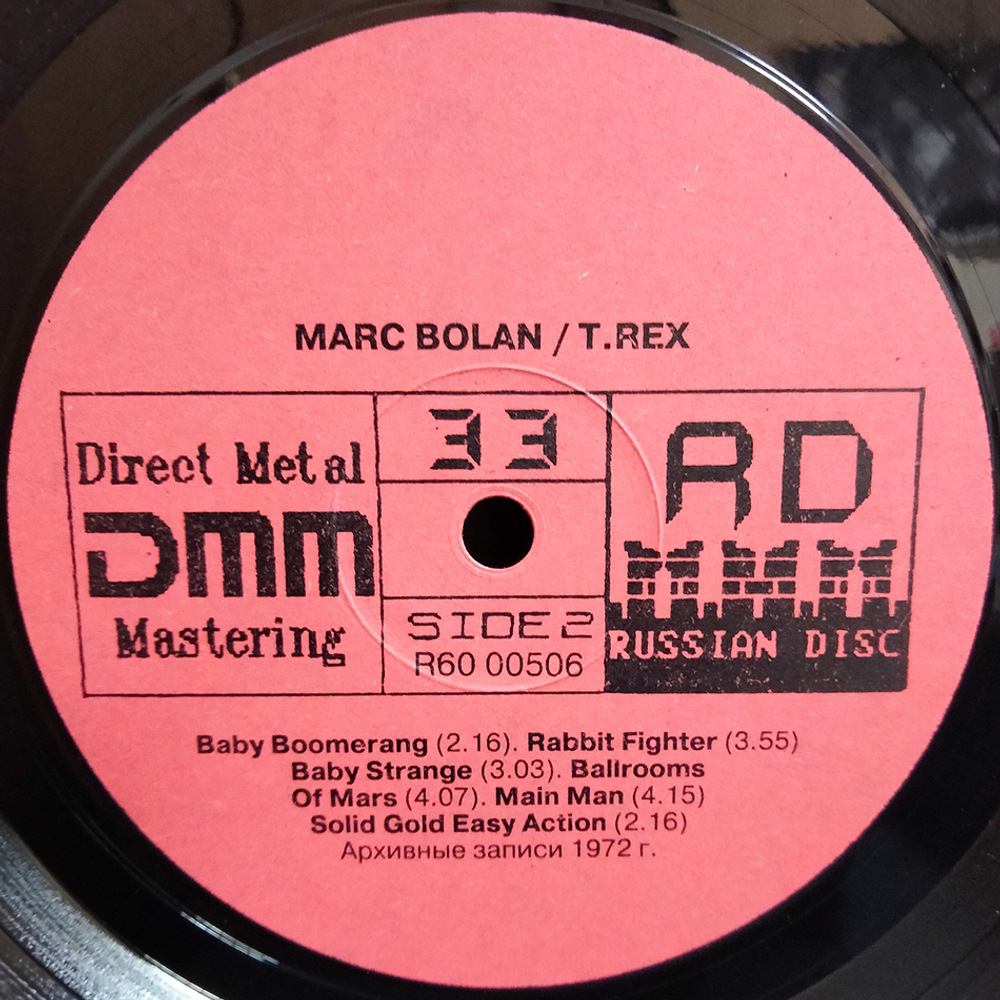 MARC BOLAN / T.REX
Direct Metal
DMM
Mastering
33
SIDE 2
R60 00506
RD
RUSSIAN DISC
Baby Boomerang (2.16). Rabbit Fighter (3.55)
Baby Strange (3.03). Ballrooms
Of Mars (4.07). Main Man (4.15)
Solid Gold Easy Action (2.16)
Архивные записи 1972 г.